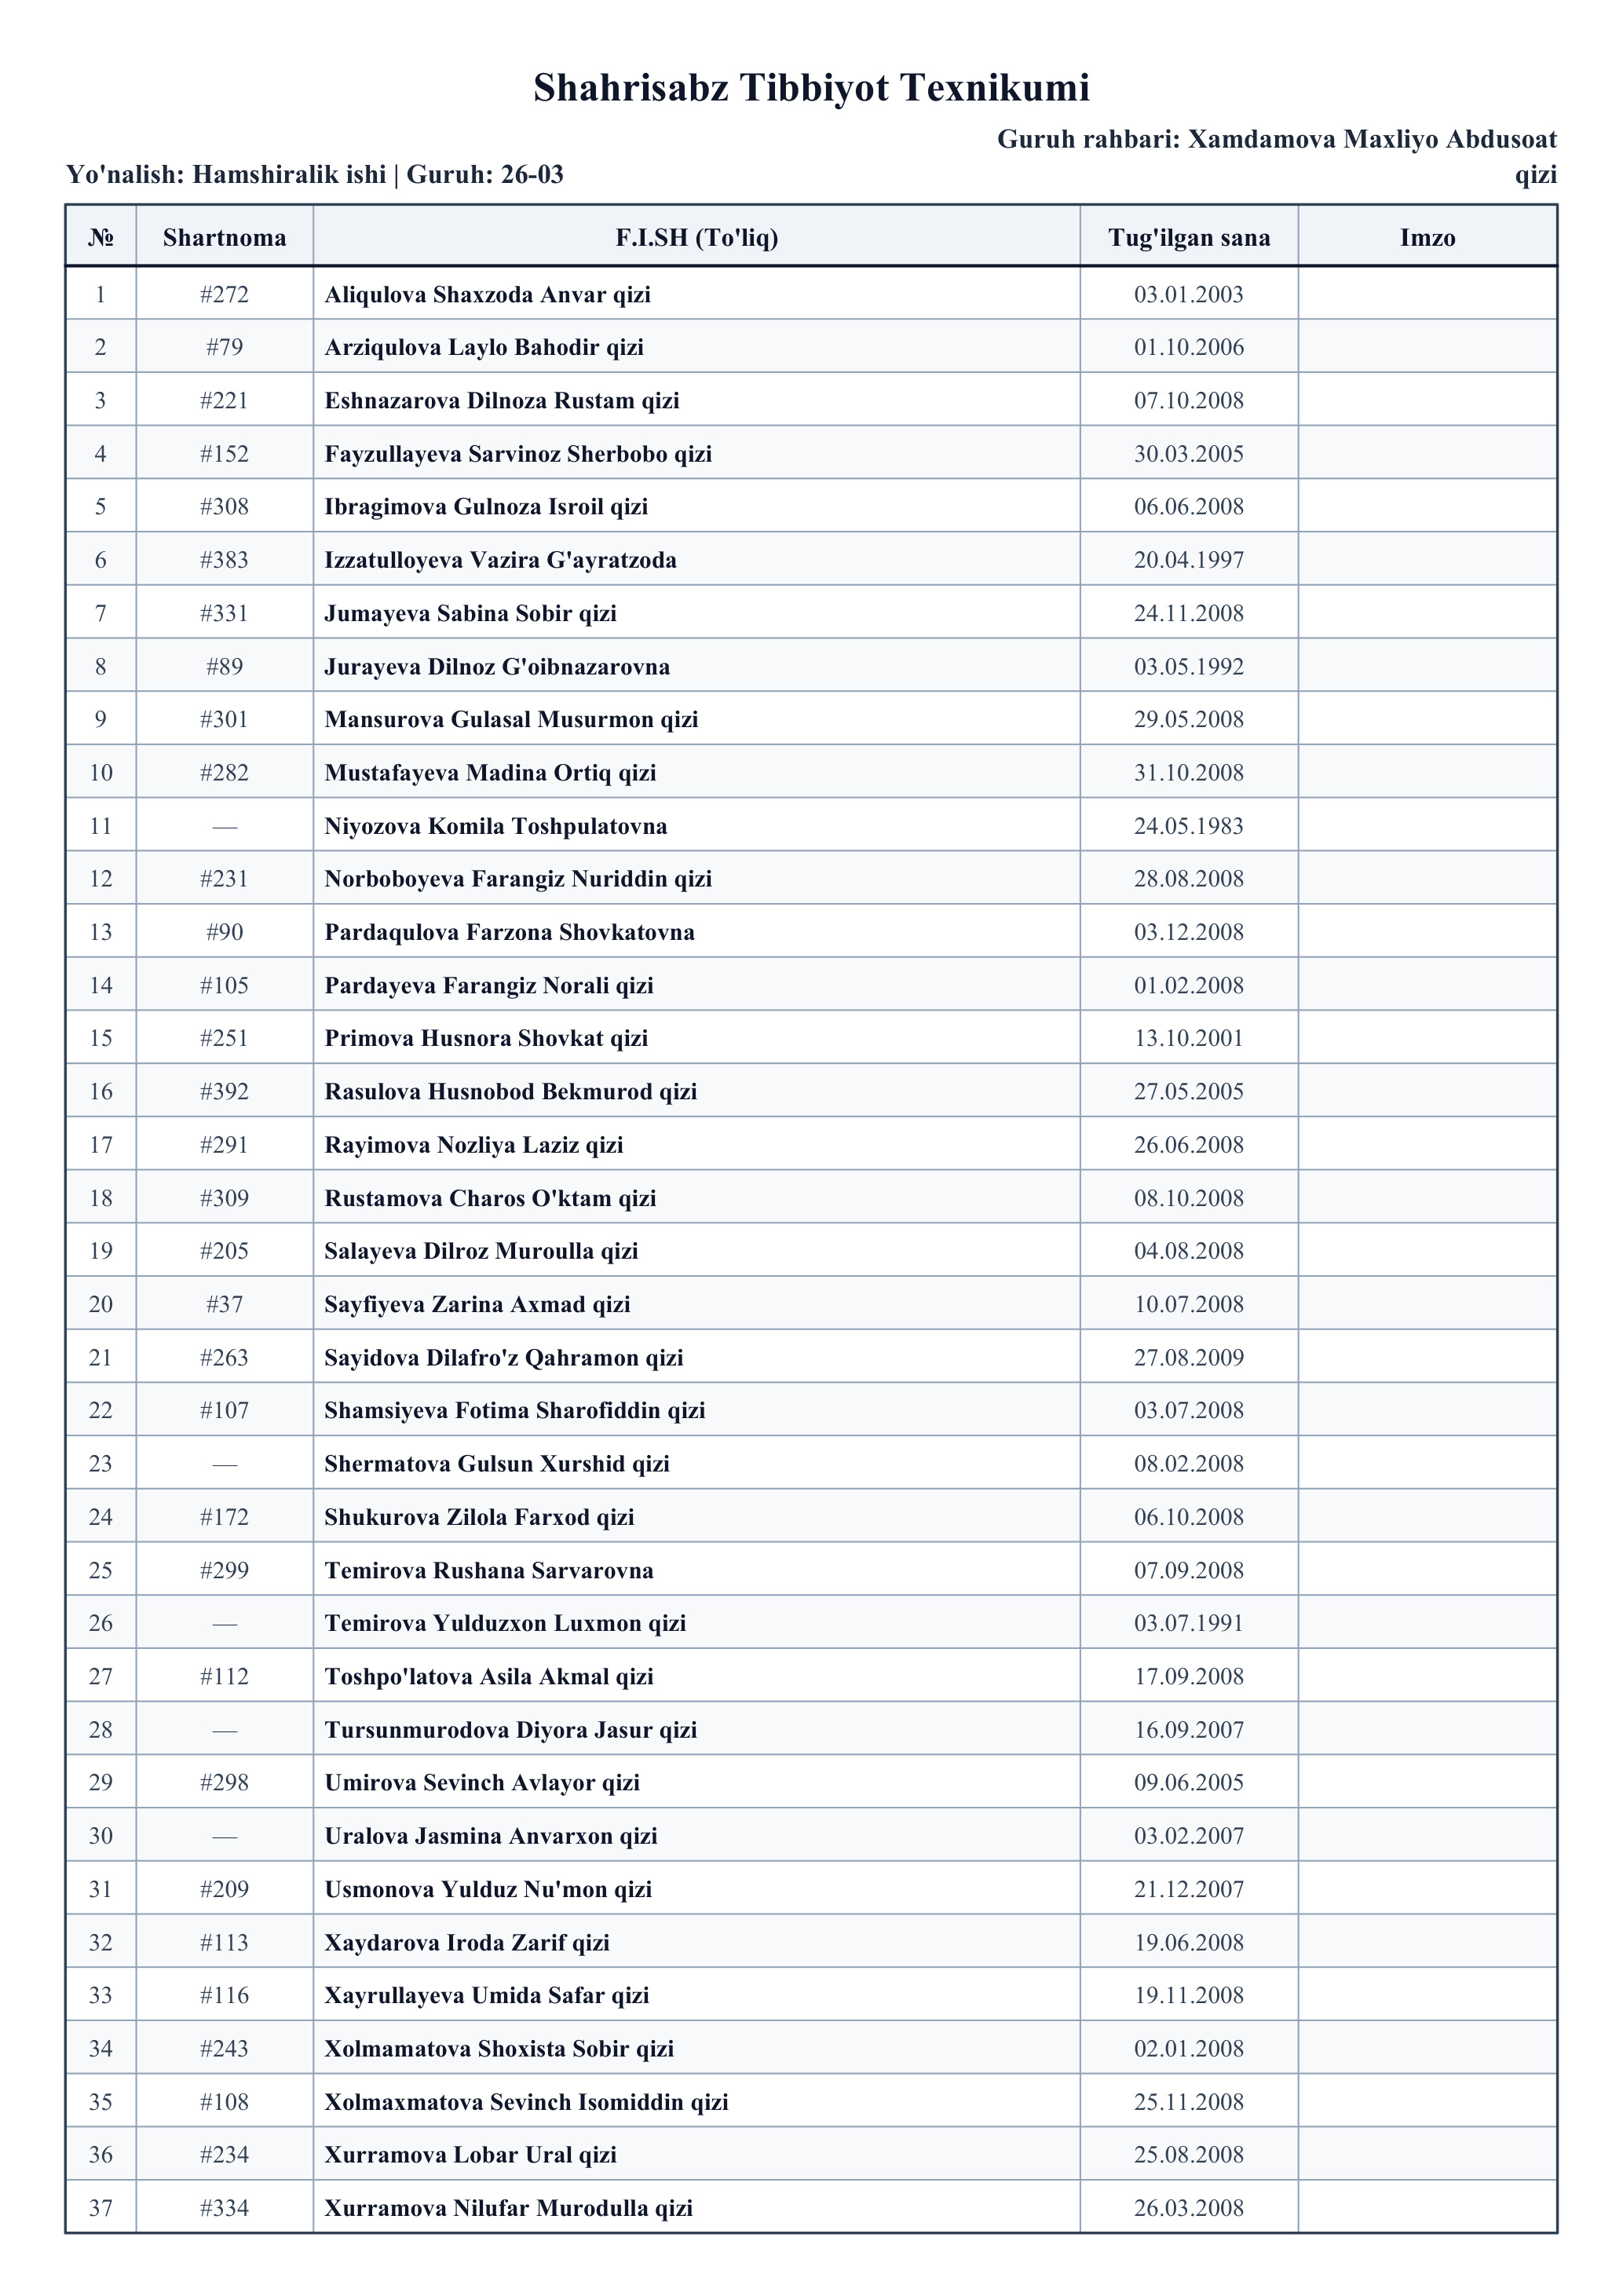 Shahrisabz Tibbiyot Texnikumi
Guruh rahbari: Xamdamova Maxliyo Abdusoat
Yo'nalish: Hamshiralik ishi | Guruh: 26-03 qizi
№ Shartnoma F.I.SH (To'liq) Tug'ilgan sana Imzo
1 #272 Aliqulova Shaxzoda Anvar qizi 03.01.2003
2 #79 Arziqulova Laylo Bahodir qizi 01.10.2006
3 #221 Eshnazarova Dilnoza Rustam qizi 07.10.2008
4 #152 Fayzullayeva Sarvinoz Sherbobo qizi 30.03.2005
5 #308 Ibragimova Gulnoza Isroil qizi 06.06.2008
6 #383 Izzatulloyeva Vazira G'ayratzoda 20.04.1997
7 #331 Jumayeva Sabina Sobir qizi 24.11.2008
8 #89 Jurayeva Dilnoz G'oibnazarovna 03.05.1992
9 #301 Mansurova Gulasal Musurmon qizi 29.05.2008
10 #282 Mustafayeva Madina Ortiq qizi 31.10.2008
11 — Niyozova Komila Toshpulatovna 24.05.1983
12 #231 Norboboyeva Farangiz Nuriddin qizi 28.08.2008
13 #90 Pardaqulova Farzona Shovkatovna 03.12.2008
14 #105 Pardayeva Farangiz Norali qizi 01.02.2008
15 #251 Primova Husnora Shovkat qizi 13.10.2001
16 #392 Rasulova Husnobod Bekmurod qizi 27.05.2005
17 #291 Rayimova Nozliya Laziz qizi 26.06.2008
18 #309 Rustamova Charos O'ktam qizi 08.10.2008
19 #205 Salayeva Dilroz Muroulla qizi 04.08.2008
20 #37 Sayfiyeva Zarina Axmad qizi 10.07.2008
21 #263 Sayidova Dilafro'z Qahramon qizi 27.08.2009
22 #107 Shamsiyeva Fotima Sharofiddin qizi 03.07.2008
23 — Shermatova Gulsun Xurshid qizi 08.02.2008
24 #172 Shukurova Zilola Farxod qizi 06.10.2008
25 #299 Temirova Rushana Sarvarovna 07.09.2008
26 — Temirova Yulduzxon Luxmon qizi 03.07.1991
27 #112 Toshpo'latova Asila Akmal qizi 17.09.2008
28 — Tursunmurodova Diyora Jasur qizi 16.09.2007
29 #298 Umirova Sevinch Avlayor qizi 09.06.2005
30 — Uralova Jasmina Anvarxon qizi 03.02.2007
31 #209 Usmonova Yulduz Nu'mon qizi 21.12.2007
32 #113 Xaydarova Iroda Zarif qizi 19.06.2008
33 #116 Xayrullayeva Umida Safar qizi 19.11.2008
34 #243 Xolmamatova Shoxista Sobir qizi 02.01.2008
35 #108 Xolmaxmatova Sevinch Isomiddin qizi 25.11.2008
36 #234 Xurramova Lobar Ural qizi 25.08.2008
37 #334 Xurramova Nilufar Murodulla qizi 26.03.2008